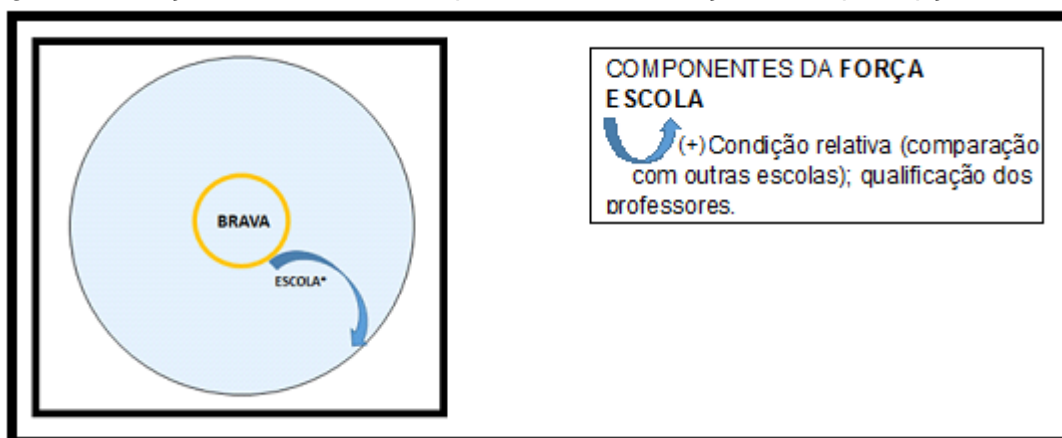 BRAVA
ESCOLA*
COMPONENTES DA FORÇA
ESCOLA
(+)Condição relativa (comparação
com outras escolas); qualificação dos
professores.